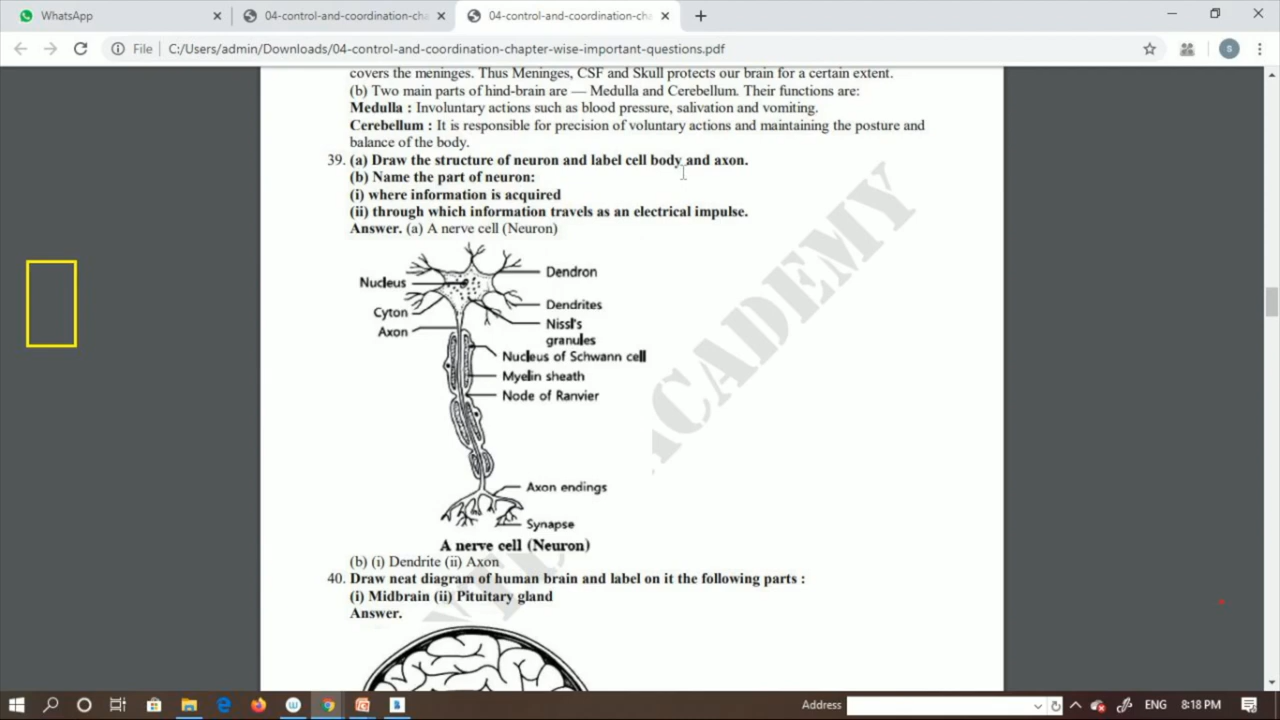 WhatsApp
04-control-and-coordination-cha
04-control-and-coordination-cha
File
C:/Users/admin/Downloads/04-control-and-coordination-chapter-wise-important-questions.pdf
S
covers the meninges. Thus Meninges, CSF and Skull protects our brain for a certain extent.
(b) Two main parts of hind-brain are — Medulla and Cerebellum. Their functions are:
Medulla : Involuntary actions such as blood pressure, salivation and vomiting.
Cerebellum : It is responsible for precision of voluntary actions and maintaining the posture and
balance of the body.
39. (a) Draw the structure of neuron and label cell body and axon.
(b) Name the part of neuron:
(i) where information is acquired
(ii) through which information travels as an electrical impulse.
Answer. (a) A nerve cell (Neuron)
Dendron
Nucleus
Dendrites
Cyton
Nissl's
granules
Axon
Nucleus of Schwann cell
Myelin sheath
Node of Ranvier
Axon endings
Synapse
A nerve cell (Neuron)
(b) (i) Dendrite (ii) Axon
40. Draw neat diagram of human brain and label on it the following parts :
(i) Midbrain (ii) Pituitary gland
Answer.
ACADEMY
Address
ENG
8:18 PM